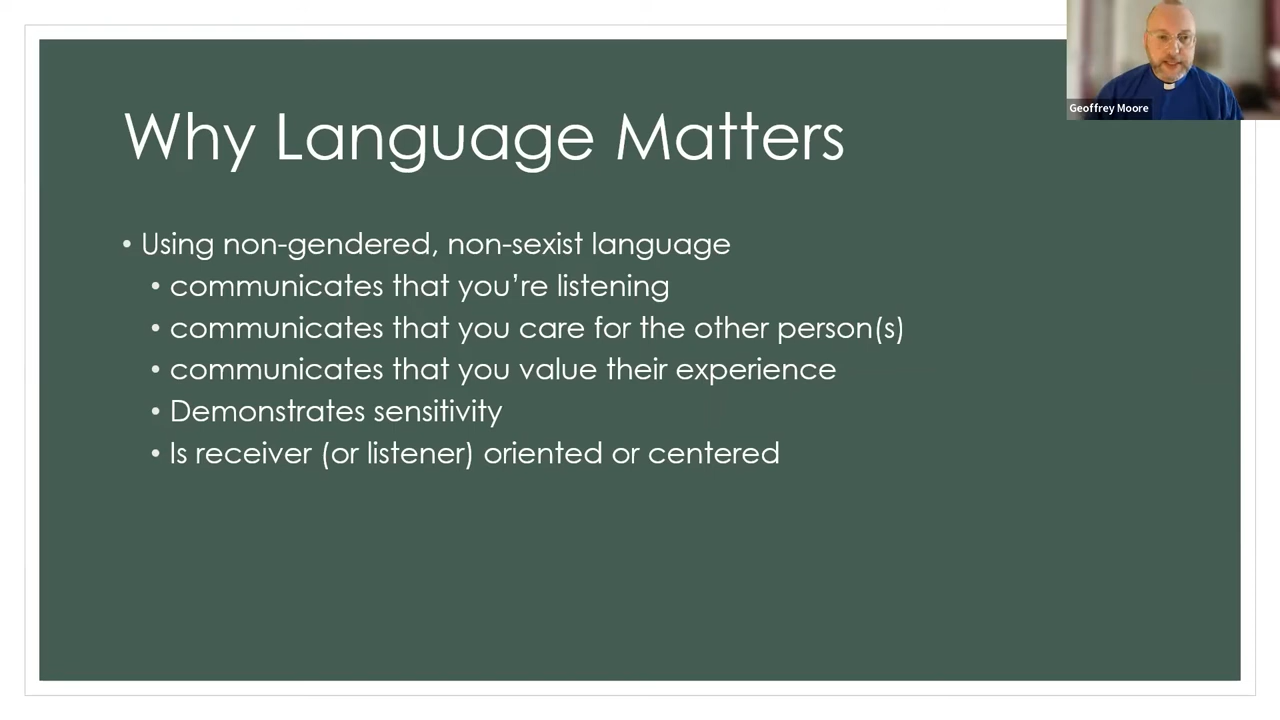 Geoffrey Moore
Why Language Matters
• Using non-gendered, non-sexist language
• communicates that you’re listening
• communicates that you care for the other person(s)
• communicates that you value their experience
• Demonstrates sensitivity
• Is receiver (or listener) oriented or centered